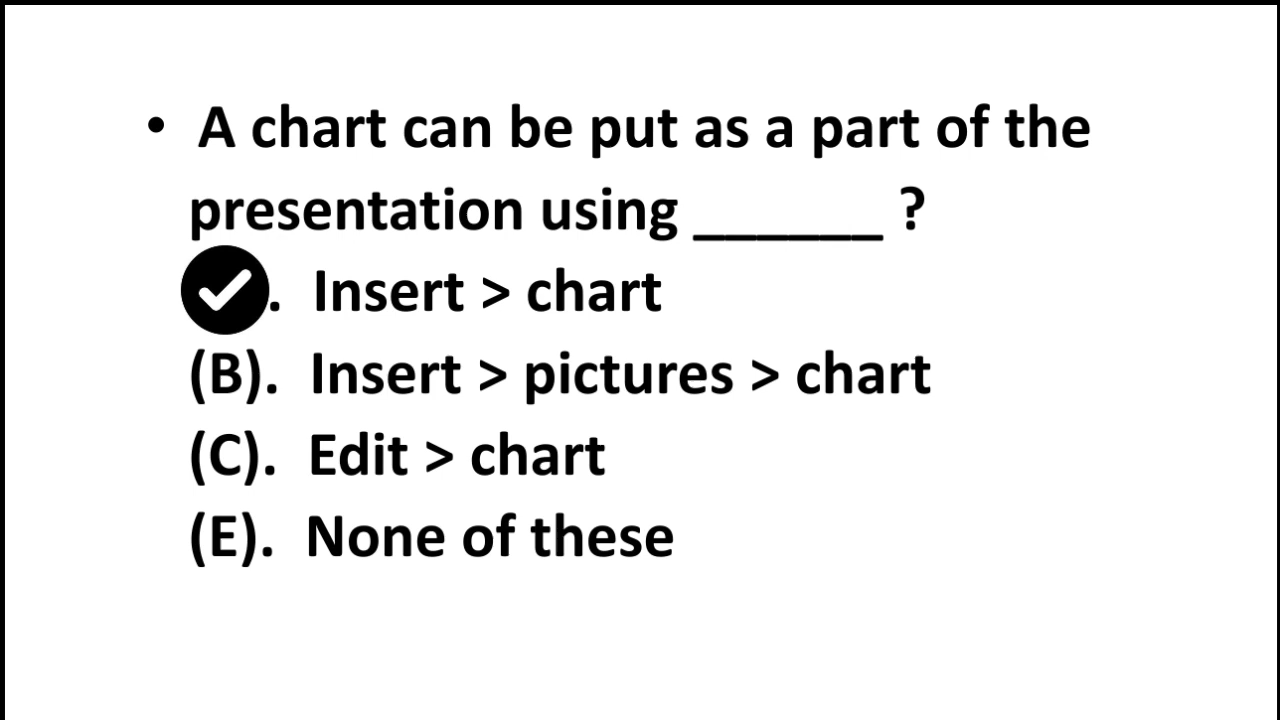 • A chart can be put as a part of the
presentation using ______ ?
. Insert > chart
(B). Insert > pictures > chart
(C). Edit > chart
(E). None of these